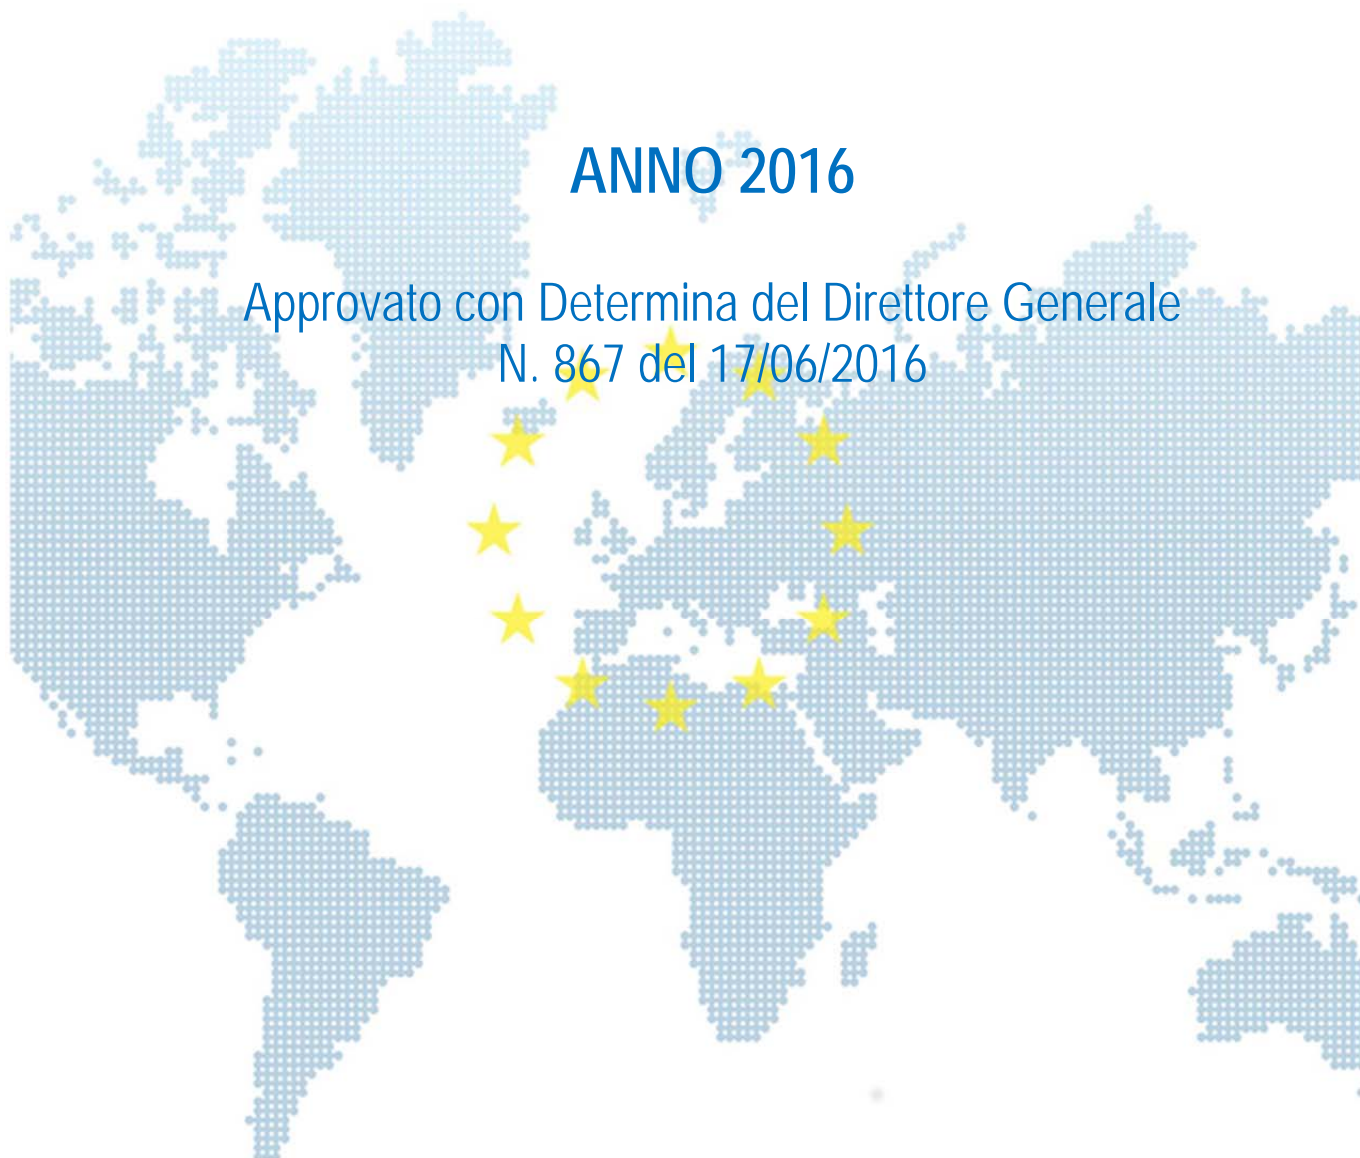 ANNO 2016
Approvato con Determina del Direttore Generale
N. 867 del 17/06/2016